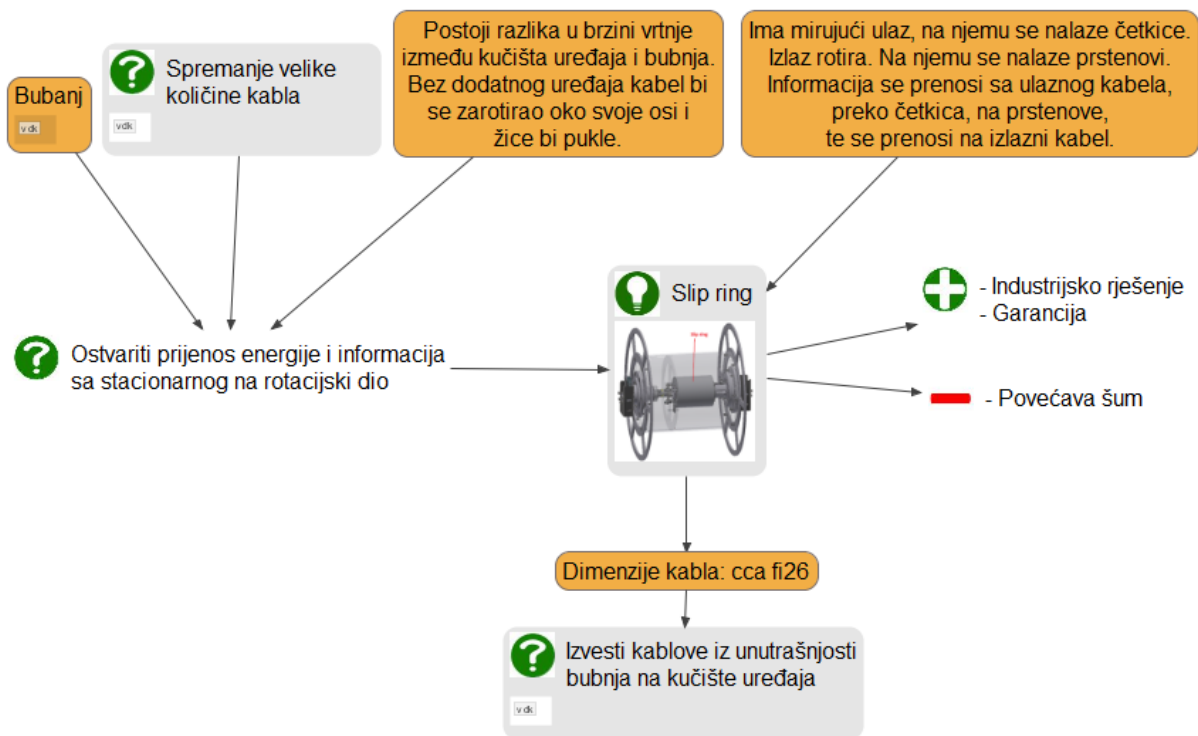 Bubanj
vdk
Spremanje velike
količine kabla
vdk
Postoji razlika u brzini vrtnje
između kučišta uređaja i bubnja.
Bez dodatnog uređaja kabel bi
se zarotirao oko svoje osi i
žice bi pukle.
Ima mirujući ulaz, na njemu se nalaze četkice.
Izlaz rotira. Na njemu se nalaze prstenovi.
Informacija se prenosi sa ulaznog kabela,
preko četkica, na prstenove,
te se prenosi na izlazni kabel.
Ostvariti prijenos energije i informacija
sa stacionarnog na rotacijski dio
Slip ring
- Industrijsko rješenje
- Garancija
- Povećava šum
Dimenzije kabla: cca fi26
Izvesti kablove iz unutrašnjosti
bubnja na kučište uređaja
vdk